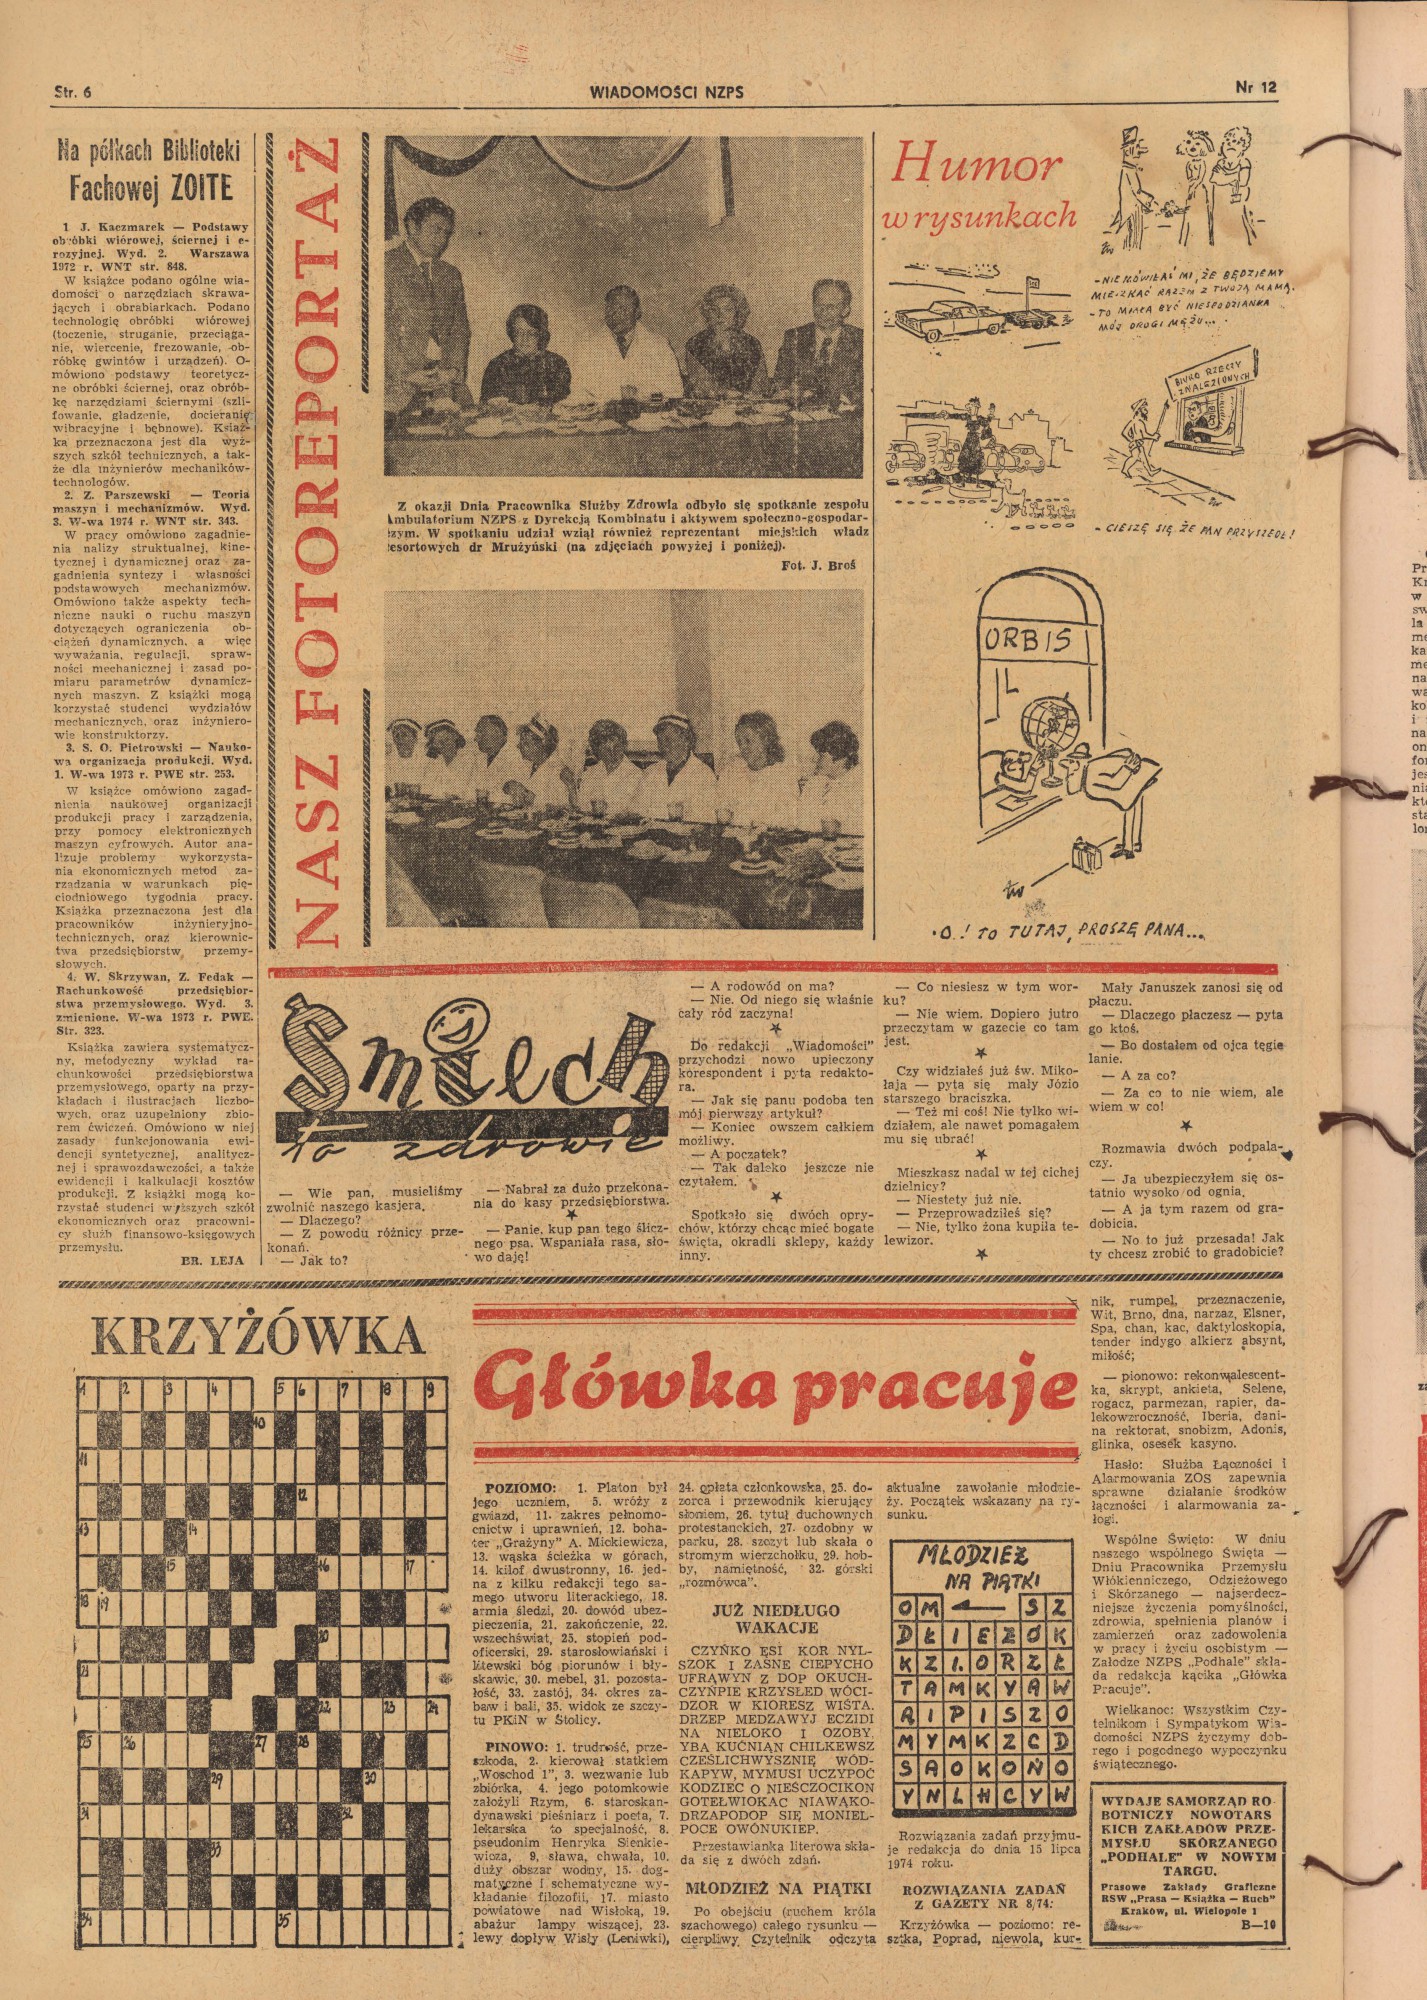 Str. 6
WIADOMOŚCI NZPS
Nr 12
Na półkach Biblioteki
Fachowej ZOITE
1. J. Kaczmarek — Podstawy
obróbki wiórowej, ściernej i e-
rozyjnej. Wyd. 2. Warszawa
1972 r. WNT str. 848.
W książce podano ogólne wia-
domości o narzędziach skrawa-
jących i obrabiarkach. Podano
technologię obróbki wiórowej
(toczenie, struganie, przeciąga-
nie, wiercenie, frezowanie, ob-
róbkę gwintów i urządzeń). O-
mówiono podstawy teoretycz-
ne obróbki ściernej, oraz obrób-
kę narzędziami ściernymi (szli-
fowanie, gładzenie, docieranie
wibracyjne i bębnowe). Książ-
ka przeznaczona jest dla wyż-
szych szkół technicznych, a tak-
że dla inżynierów mechaników-
technologów.
2. Z. Parszewski — Teoria
maszyn i mechanizmów. Wyd.
3. W-wa 1974 r. WNT str. 343.
W pracy omówiono zagadnie-
nia nalizy struktualnej, kine-
tycznej i dynamicznej oraz za-
gadnienia syntezy i własności
podstawowych mechanizmów.
Omówiono także aspekty tech-
niczne nauki o ruchu maszyn
dotyczących ograniczenia ob-
ciążeń dynamicznych, a więc
wyważania, regulacji, spraw-
ności mechanicznej i zasad po-
miaru parametrów dynamicz-
nych maszyn. Z książki mogą
korzystać studenci wydziałów
mechanicznych, oraz inżyniero-
wie konstruktorzy.
3. S. O. Pietrowski — Nauko-
wa organizacja produkcji. Wyd.
1. W-wa 1973 r. PWE str. 253.
W książce omówiono zagad-
nienia naukowej organizacji
produkcji pracy i zarządzenia,
przy pomocy elektronicznych
maszyn cyfrowych. Autor ana-
lizuje problemy wykorzysta-
nia ekonomicznych metod za-
rządzania w warunkach pię-
ciodniowego tygodnia pracy.
Książka przeznaczona jest dla
pracowników inżynieryjno-
technicznych, oraz kierownic-
twa przedsiębiorstw przemy-
słowych.
4. W. Skrzywan, Z. Fedak —
Rachunkowość przedsiębior-
stwa przemysłowego. Wyd. 3.
zmienione. W-wa 1973 r. PWE.
Str. 323.
Książka zawiera systematycz-
ny, metodyczny wykład ra-
chunkowości przedsiębiorstwa
przemysłowego, oparty na przy-
kładach i ilustracjach liczbo-
wych, oraz uzupełniony zbio-
rem ćwiczeń. Omówiono w niej
zasady funkcjonowania ewi-
dencji syntetycznej, analitycz-
nej i sprawozdawczości, a także
ewidencji i kalkulacji kosztów
produkcji. Z książki mogą ko-
rzystać studenci wyższych szkół
ekonomicznych oraz pracowni-
cy służb finansowo-księgowych
przemysłu.
BR. LEJA
NASZ FOTOREPORTAŻ
Z okazji Dnia Pracownika Służby Zdrowia odbyło się spotkanie zespołu
Ambulatorium NZPS z Dyrekcją Kombinatu i aktywem społeczno-gospodar-
czym. W spotkaniu udział wziął również reprezentant miejskich władz
resortowych dr Mrużyński (na zdjęciach powyżej i poniżej).
Fot. J. Broś
Humor
w rysunkach
- NIE MÓWIŁAŚ MI, ŻE BĘDZIEMY
MIESZKAĆ RAZEM Z TWOJĄ MAMĄ.
- TO MIAŁA BYĆ NIESPODZIANKA
MÓJ DROGI MĘŻU...
BIURO RZECZY
ZNALEZIONYCH
- CIESZĘ SIĘ ŻE PAN PRZYSZEDŁ!
ORBIS
- O! TO TUTAJ, PROSZĘ PANA...
Śmiech
to zdrowie
— Wie pan, musieliśmy
zwolnić naszego kasjera.
— Dlaczego?
— Z powodu różnicy prze-
konań.
— Jak to?
— Nabrał za dużo przekona-
nia do kasy przedsiębiorstwa.
— Panie, kup pan tego ślicz-
nego psa. Wspaniała rasa, sło-
wo daję!
— A rodowód on ma?
— Nie. Od niego się właśnie
cały ród zaczyna!
Do redakcji „Wiadomości”
przychodzi nowo upieczony
korespondent i pyta redakto-
ra.
— Jak się panu podoba ten
mój pierwszy artykuł?
— Koniec owszem całkiem
możliwy.
— A początek?
— Tak daleko jeszcze nie
czytałem.
Spotkało się dwóch opry-
chów, którzy chcąc mieć bogate
święta, okradli sklepy, każdy
inny.
— Co niesiesz w tym wor-
ku?
— Nie wiem. Dopiero jutro
przeczytam w gazecie co tam
jest.
Czy widziałeś już św. Miko-
łaja — pyta się mały Józio
starszego braciszka.
— Też mi coś! Nie tylko wi-
działem, ale nawet pomagałem
mu się ubrać!
Mieszkasz nadal w tej cichej
dzielnicy?
— Niestety już nie.
— Przeprowadziłeś się?
— Nie, tylko żona kupiła te-
lewizor.
Mały Januszek zanosi się od
płaczu.
— Dlaczego płaczesz — pyta
go ktoś.
— Bo dostałem od ojca tęgie
lanie.
— A za co?
— Za co to nie wiem, ale
wiem w co!
Rozmawia dwóch podpala-
czy.
— Ja ubezpieczyłem się os-
tatnio wysoko od ognia.
— A ja tym razem od gra-
dobicia.
— No to już przesada! Jak
ty chcesz zrobić to gradobicie?
KRZYŻÓWKA
Główka pracuje
POZIOMO: 1. Platon był
jego uczniem, 5. wróży z
gwiazd, 11. zakres pełnomo-
cnictw i uprawnień, 12. boha-
ter „Grażyny” A. Mickiewicza,
13. wąska ścieżka w górach,
14. kilof dwustronny, 16. jed-
na z kilku redakcji tego sa-
mego utworu literackiego, 18.
armia śledzi, 20. dowód ubez-
pieczenia, 21. zakończenie, 22.
wszechświat, 25. stopień pod-
oficerski, 29. starosłowiański i
litewski bóg piorunów i bły-
skawic, 30. mebel, 31. pozosta-
łość, 33. zastój, 34. okres za-
baw i bali, 35. widok ze szczy-
tu PKiN w Stolicy.
PINOWO: 1. trudność, prze-
szkoda, 2. kierował statkiem
„Woschod 1”, 3. wezwanie lub
zbiórka, 4. jego potomkowie
założyli Rzym, 6. staroskan-
dynawski pieśniarz i poeta, 7.
lekarska to specjalność, 8.
pseudonim Henryka Sienkie-
wicza, 9. sława, chwała, 10.
duży obszar wodny, 15. dog-
matyczne i schematyczne wy-
kładanie filozofii, 17. miasto
powiatowe nad Wisłoką, 19.
abażur lampy wiszącej, 23.
lewy dopływ Wisły (Leniwki),
24. opłata członkowska, 25. do-
zorca i przewodnik kierujący
słoniem, 26. tytuł duchownych
protestanckich, 27. ozdobny w
parku, 28. szczyt lub skała o
stromym wierzchołku, 29. hob-
by, namiętność, 32. górski
„rozmówca”.
JUŻ NIEDŁUGO
WAKACJE
CZYŃKO ĘSI KOR NYL-
SZOK I ZASNE CIEPYCHO
UFRĄWYN Z DOP OKUCH-
CZYŃPIE KRZYSŁED WÓCI-
DZOR W KIORESZ WISTA.
DRZEP MEDZAWYJ ECZIDI
NA NIELOKO I OZOBY.
YBA KUĆNIĄN CHILKEWSZ
CZEŚLICHWYSZNIĘ WÓD-
KAPYW, MYMUSI UCZYPOĆ
KODZIEC O NIEŚCZOCIKON
GOTEŁWIOKAĆ NIAWĄKO-
DRZAPODOP SIĘ MONIEL-
POCE OWÓNUKIEP.
Przestawianka literowa skła-
da się z dwóch zdań.
MŁODZIEŻ NA PIĄTKI
Po obejściu (ruchem króla
szachowego) całego rysunku —
cierpliwy Czytelnik odczyta
aktualne zawołanie młodzie-
ży. Początek wskazany na ry-
sunku.
MŁODZIEŻ
NA PIĄTKI
O M S Z
D Ł I E Ż Ó K
K Z I. O R Z Ł
T A M K Y A W
A I P I S Z O
M Y M K Z C D
S A O K O Ń O
Y N L H C Y W
Rozwiązania zadań przyjmu-
je redakcja do dnia 15 lipca
1974 roku.
ROZWIĄZANIA ZADAŃ
Z GAZETY NR 8/74:
Krzyżówka — poziomo: re-
sztka, Poprad, niewola, kur-
nik, rumpel, przeznaczenie,
Wit, Brno, dna, narzaz, Elsner,
Spa, chan, kac, daktyloskopia,
tender indygo alkierz absynt,
miłość;
— pionowo: rekonwalescent-
ka, skrypt, ankieta, Selene,
rogacz, parmezan, rapier, da-
lekowzroczność, Iberia, dani-
na rektorat, snobizm, Adonis,
glinka, osesek kasyno.
Hasło: Służba Łączności i
Alarmowania ZOS zapewnia
sprawne działanie środków
łączności i alarmowania za-
łogi.
Wspólne Święto: W dniu
naszego wspólnego Święta —
Dniu Pracownika Przemysłu
Włókienniczego, Odzieżowego
i Skórzanego — najserdecz-
niejsze życzenia pomyślności,
zdrowia, spełnienia planów i
zamierzeń oraz zadowolenia
w pracy i życiu osobistym —
Załodze NZPS „Podhale” skła-
da redakcja kącika „Główka
Pracuje”.
Wielkanoc: Wszystkim Czy-
telnikom i Sympatykom Wia-
domości NZPS życzymy dob-
rego i pogodnego wypoczynku
świątecznego.
WYDAJE SAMORZĄD RO-
BOTNICZY NOWOTARS
KICH ZAKŁADÓW PRZE-
MYSŁU SKÓRZANEGO
„PODHALE” W NOWYM
TARGU.
Prasowe Zakłady Graficzne
RSW „Prasa — Książka — Ruch”
Kraków, ul. Wielopole 1
B—10